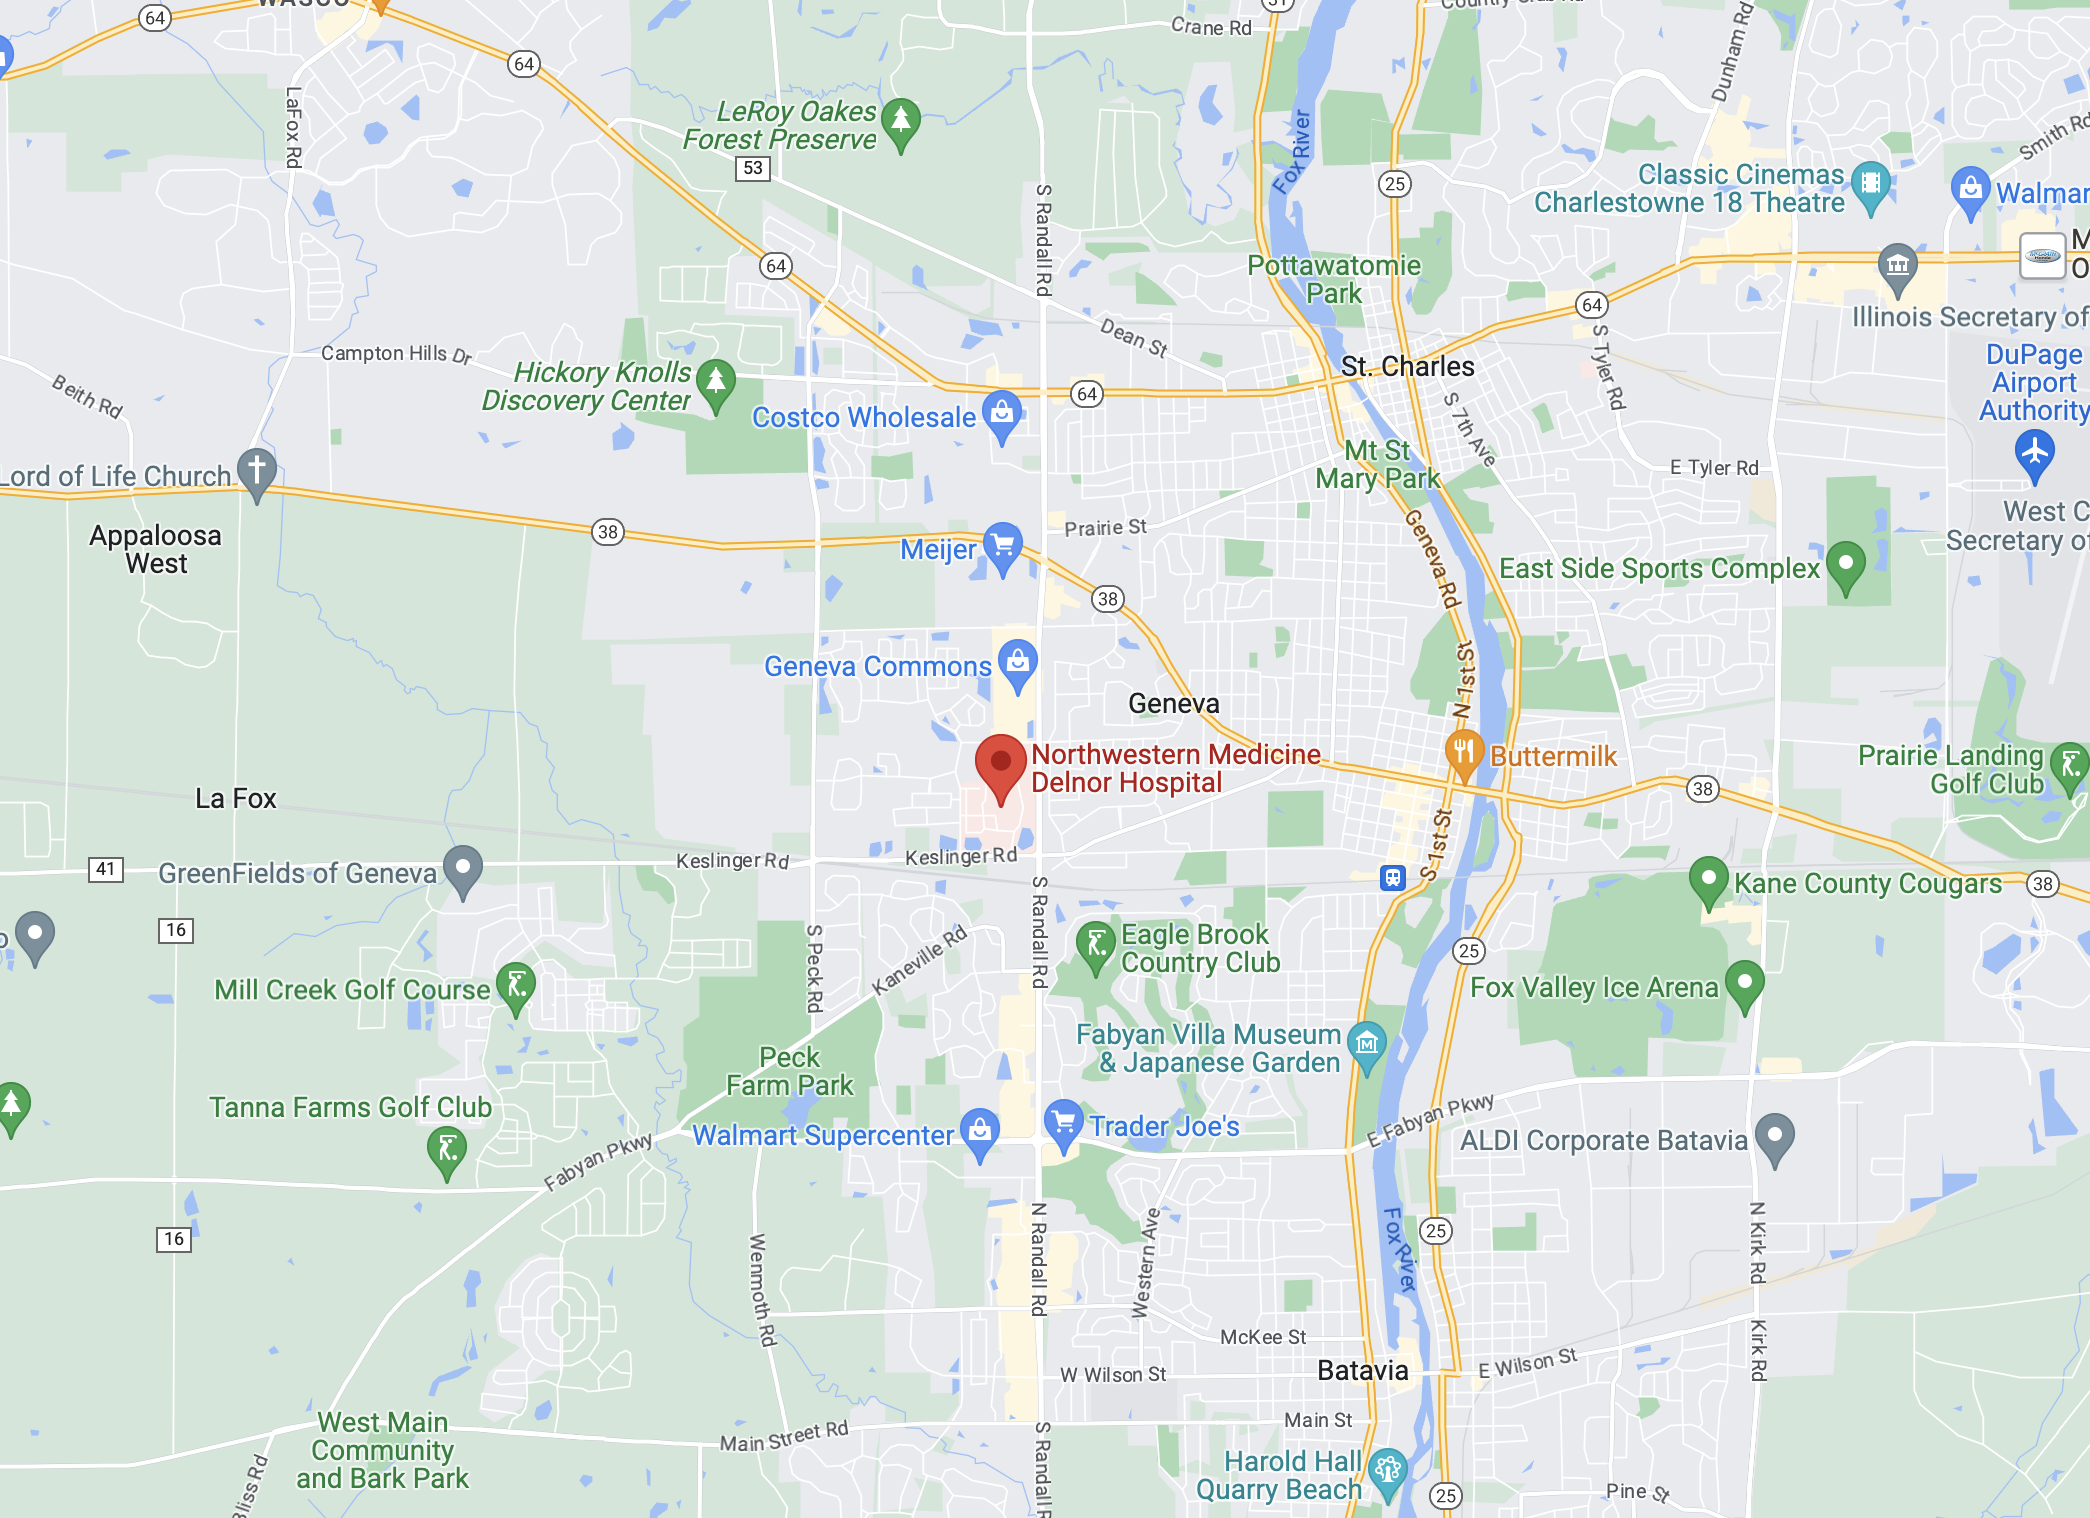 WASCO
64
64
Crane Rd
31
Country Club Rd
Dunham Rd
LaFox Rd
LeRoy Oakes
Forest Preserve
53
Fox River
25
Smith Rd
Classic Cinemas
Charlestowne 18 Theatre
Walmar
S Randall Rd
64
Pottawatomie
Park
M
O
64
Illinois Secretary of
Campton Hills Dr
Dean St
St. Charles
S Tyler Rd
DuPage
Airport
Authority
Beith Rd
Hickory Knolls
Discovery Center
64
Costco Wholesale
S 7th Ave
Mt St
Mary Park
E Tyler Rd
Lord of Life Church
Appaloosa
West
38
Meijer
Prairie St
Geneva Rd
West C
Secretary of
East Side Sports Complex
38
Geneva Commons
N 1st St
Geneva
Northwestern Medicine
Delnor Hospital
Buttermilk
Prairie Landing
Golf Club
38
La Fox
S 1st St
41
GreenFields of Geneva
Keslinger Rd
Keslinger Rd
Kane County Cougars
38
16
S Peck Rd
Kaneville Rd
S Randall Rd
Eagle Brook
Country Club
25
Mill Creek Golf Course
Fox Valley Ice Arena
Fabyan Villa Museum
& Japanese Garden
Peck
Farm Park
Tanna Farms Golf Club
Walmart Supercenter
Trader Joe's
E Fabyan Pkwy
ALDI Corporate Batavia
Fabyan Pkwy
16
Wenmoth Rd
N Randall Rd
Western Ave
Fox River
25
N Kirk Rd
McKee St
Kirk Rd
W Wilson St
Batavia
E Wilson St
West Main
Community
and Bark Park
Main Street Rd
Main St
S Randall R
Bliss Rd
Harold Hall
Quarry Beach
25
Pine St